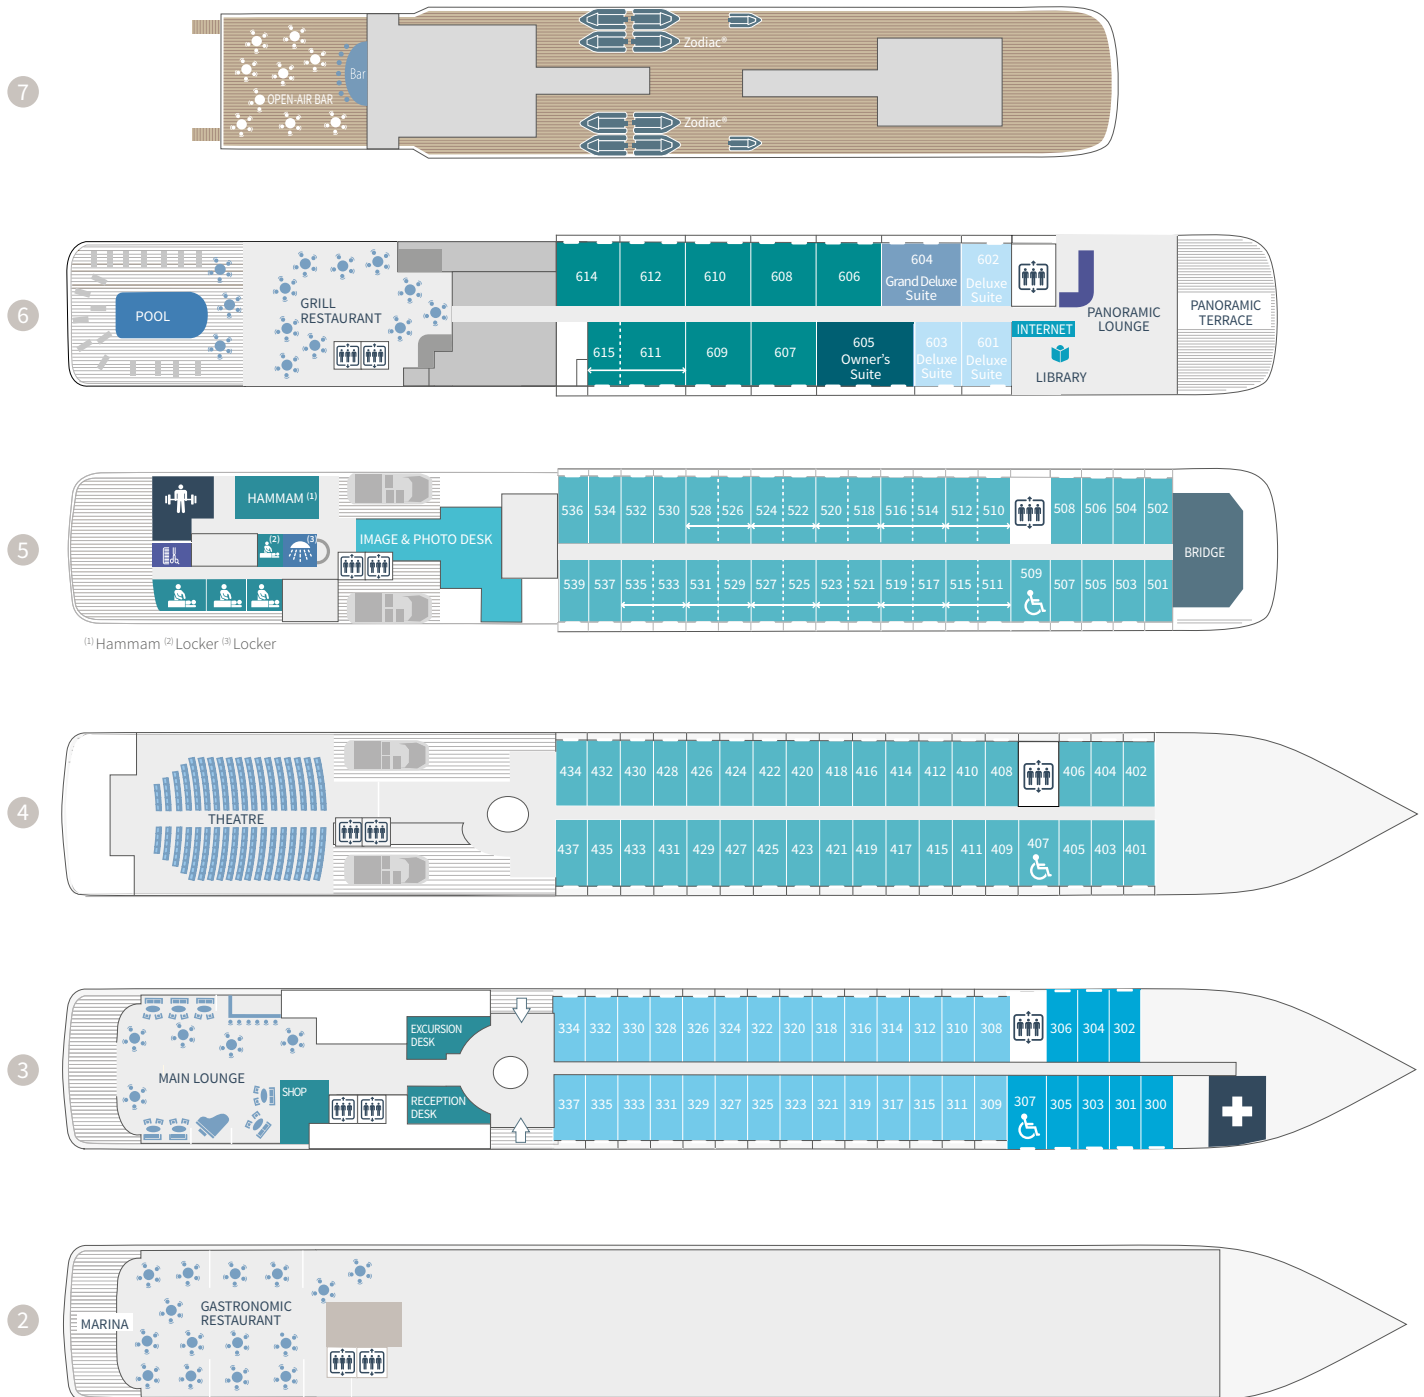 7
Zodiac®
Bar
OPEN-AIR BAR
Zodiac®
6
POOL
GRILL
RESTAURANT
614 612 610 608 606
604
Grand Deluxe
Suite
602
Deluxe
Suite
615 611 609 607
605
Owner's
Suite
603
Deluxe
Suite
601
Deluxe
Suite
INTERNET
LIBRARY
PANORAMIC
LOUNGE
PANORAMIC
TERRACE
5
HAMMAM (1)
(2)
(3)
IMAGE & PHOTO DESK
536 534 532 530 528 526 524 522 520 518 516 514 512 510 508 506 504 502
539 537 535 533 531 529 527 525 523 521 519 517 515 511 509 507 505 503 501
BRIDGE
(1) Hammam (2) Locker (3) Locker
4
THEATRE
434 432 430 428 426 424 422 420 418 416 414 412 410 408 406 404 402
437 435 433 431 429 427 425 423 421 419 417 415 411 409 407 405 403 401
3
MAIN LOUNGE
SHOP
EXCURSION
DESK
RECEPTION
DESK
334 332 330 328 326 324 322 320 318 316 314 312 310 308 306 304 302
337 335 333 331 329 327 325 323 321 319 317 315 311 309 307 305 303 301 300
2
MARINA
GASTRONOMIC
RESTAURANT